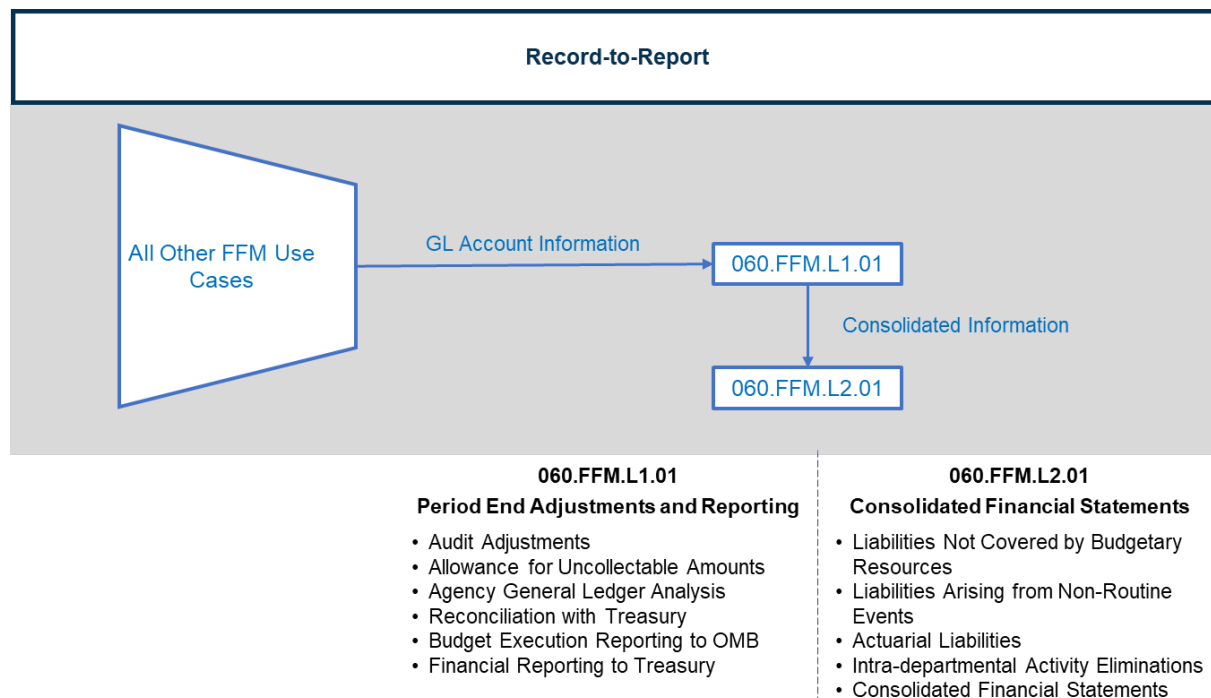 Record-to-Report
All Other FFM Use
Cases
GL Account Information
060.FFM.L1.01
Consolidated Information
060.FFM.L2.01
060.FFM.L1.01
Period End Adjustments and Reporting
• Audit Adjustments
• Allowance for Uncollectable Amounts
• Agency General Ledger Analysis
• Reconciliation with Treasury
• Budget Execution Reporting to OMB
• Financial Reporting to Treasury
060.FFM.L2.01
Consolidated Financial Statements
• Liabilities Not Covered by Budgetary
Resources
• Liabilities Arising from Non-Routine
Events
• Actuarial Liabilities
• Intra-departmental Activity Eliminations
• Consolidated Financial Statements